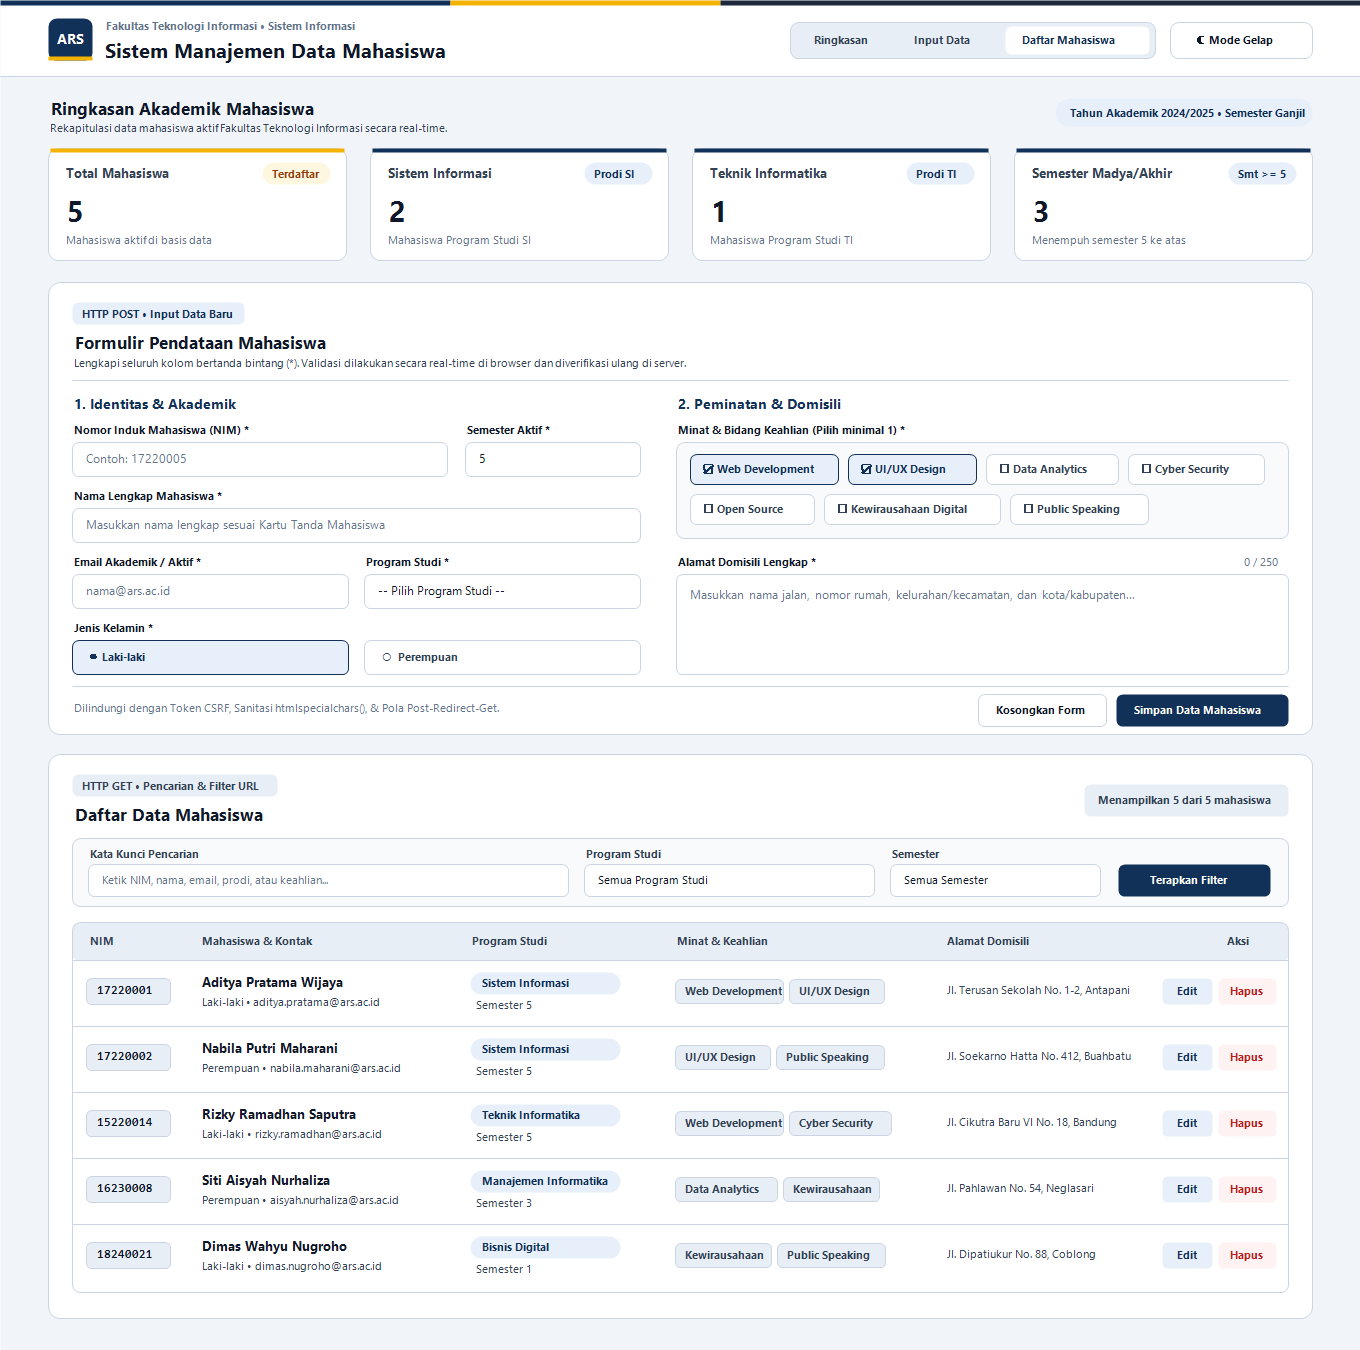 ARS
Fakultas Teknologi Informasi • Sistem Informasi
Sistem Manajemen Data Mahasiswa
Ringkasan
Input Data
Daftar Mahasiswa
☾ Mode Gelap
Ringkasan Akademik Mahasiswa
Rekapitulasi data mahasiswa aktif Fakultas Teknologi Informasi secara real-time.
Tahun Akademik 2024/2025 • Semester Ganjil
Total Mahasiswa
Terdaftar
5
Mahasiswa aktif di basis data
Sistem Informasi
Prodi SI
2
Mahasiswa Program Studi SI
Teknik Informatika
Prodi TI
1
Mahasiswa Program Studi TI
Semester Madya/Akhir
Smt >= 5
3
Menempuh semester 5 ke atas
HTTP POST • Input Data Baru
Formulir Pendataan Mahasiswa
Lengkapi seluruh kolom bertanda bintang (*). Validasi dilakukan secara real-time di browser dan diverifikasi ulang di server.
1. Identitas & Akademik
Nomor Induk Mahasiswa (NIM) *
Semester Aktif *
Contoh: 17220005
5
Nama Lengkap Mahasiswa *
Masukkan nama lengkap sesuai Kartu Tanda Mahasiswa
Email Akademik / Aktif *
Program Studi *
nama@ars.ac.id
-- Pilih Program Studi --
Jenis Kelamin *
Laki-laki
Perempuan
2. Peminatan & Domisili
Minat & Bidang Keahlian (Pilih minimal 1) *
☑ Web Development
☑ UI/UX Design
☐ Data Analytics
☐ Cyber Security
☐ Open Source
☐ Kewirausahaan Digital
☐ Public Speaking
Alamat Domisili Lengkap *
0 / 250
Masukkan nama jalan, nomor rumah, kelurahan/kecamatan, dan kota/kabupaten...
Dilindungi dengan Token CSRF, Sanitasi htmlspecialchars(), & Pola Post-Redirect-Get.
Kosongkan Form
Simpan Data Mahasiswa
HTTP GET • Pencarian & Filter URL
Daftar Data Mahasiswa
Menampilkan 5 dari 5 mahasiswa
Kata Kunci Pencarian
Program Studi
Semester
Ketik NIM, nama, email, prodi, atau keahlian...
Semua Program Studi
Semua Semester
Terapkan Filter
NIM
Mahasiswa & Kontak
Program Studi
Minat & Keahlian
Alamat Domisili
Aksi
17220001
Aditya Pratama Wijaya
Laki-laki • aditya.pratama@ars.ac.id
Sistem Informasi
Semester 5
Web Development
UI/UX Design
Jl. Terusan Sekolah No. 1-2, Antapani
Edit
Hapus
17220002
Nabila Putri Maharani
Perempuan • nabila.maharani@ars.ac.id
Sistem Informasi
Semester 5
UI/UX Design
Public Speaking
Jl. Soekarno Hatta No. 412, Buahbatu
Edit
Hapus
15220014
Rizky Ramadhan Saputra
Laki-laki • rizky.ramadhan@ars.ac.id
Teknik Informatika
Semester 5
Web Development
Cyber Security
Jl. Cikutra Baru VI No. 18, Bandung
Edit
Hapus
16230008
Siti Aisyah Nurhaliza
Perempuan • aisyah.nurhaliza@ars.ac.id
Manajemen Informatika
Semester 3
Data Analytics
Kewirausahaan
Jl. Pahlawan No. 54, Neglasari
Edit
Hapus
18240021
Dimas Wahyu Nugroho
Laki-laki • dimas.nugroho@ars.ac.id
Bisnis Digital
Semester 1
Kewirausahaan
Public Speaking
Jl. Dipatiukur No. 88, Coblong
Edit
Hapus